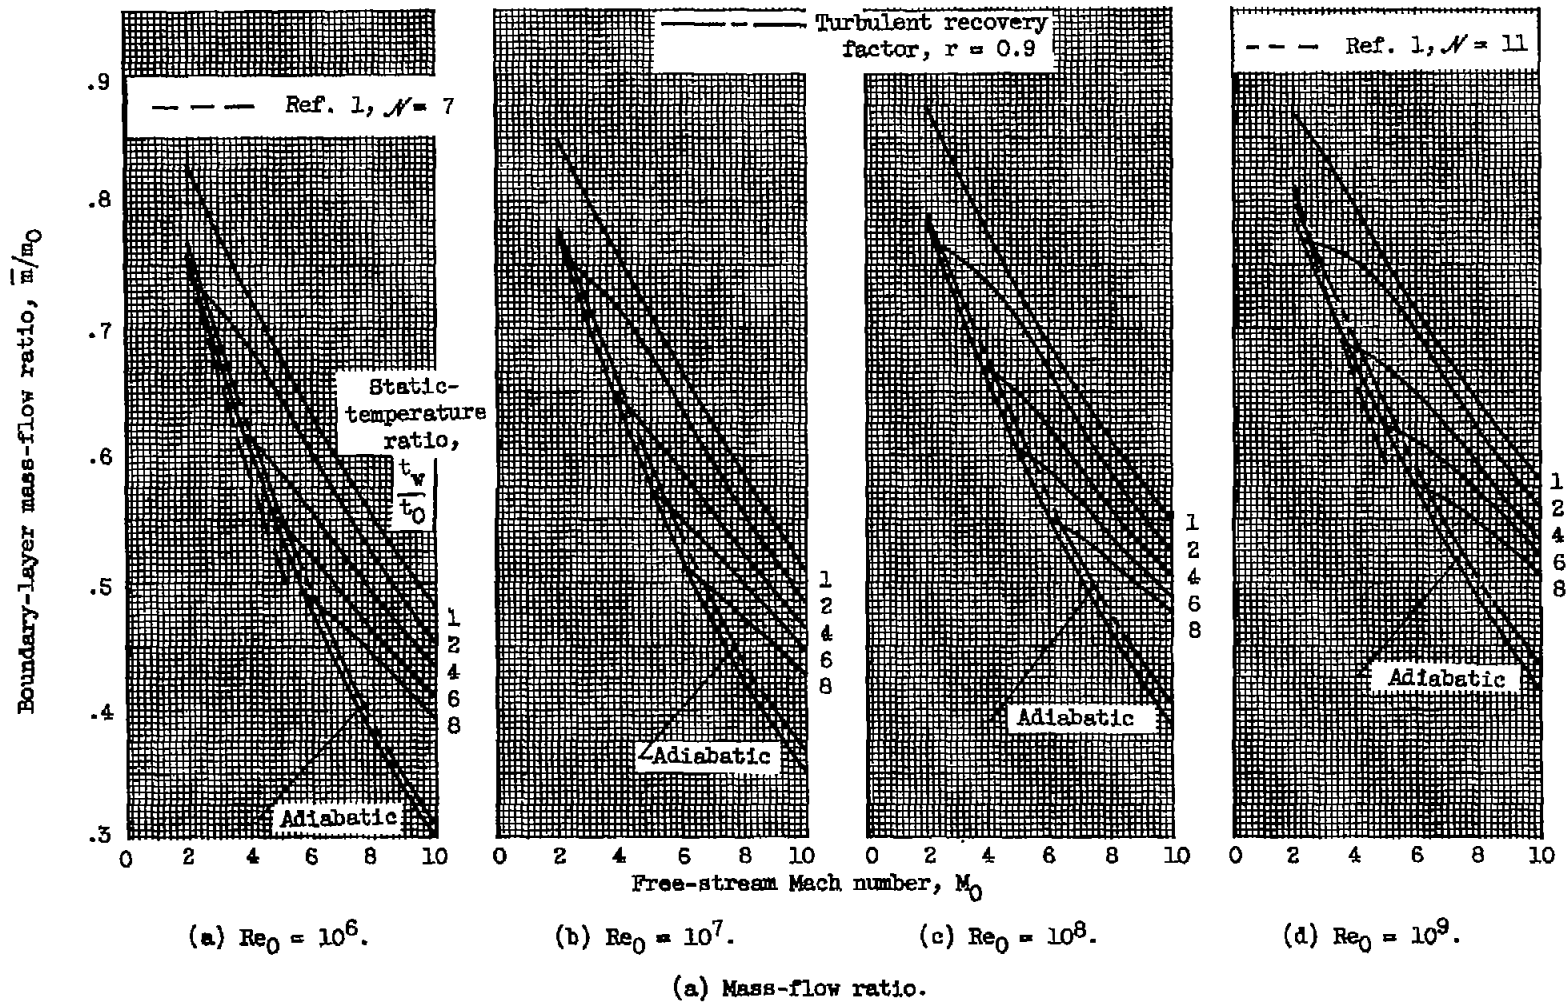 Turbulent recovery
factor, r = 0.9
Ref. 1, 𝒩 = 7
Ref. 1, 𝒩 = 11
Boundary-layer mass-flow ratio, m̅/m₀
.9
.8
.7
.6
.5
.4
.3
Static-
temperature
ratio,
t_w
t₀
1
2
4
6
8
Adiabatic
0 2 4 6 8 10
1
2
4
6
8
Adiabatic
0 2 4 6 8 10
1
2
4
6
8
Adiabatic
0 2 4 6 8 10
1
2
4
6
8
Adiabatic
0 2 4 6 8 10
Free-stream Mach number, M₀
(a) Re₀ = 10⁶.
(b) Re₀ = 10⁷.
(c) Re₀ = 10⁸.
(d) Re₀ = 10⁹.
(a) Mass-flow ratio.